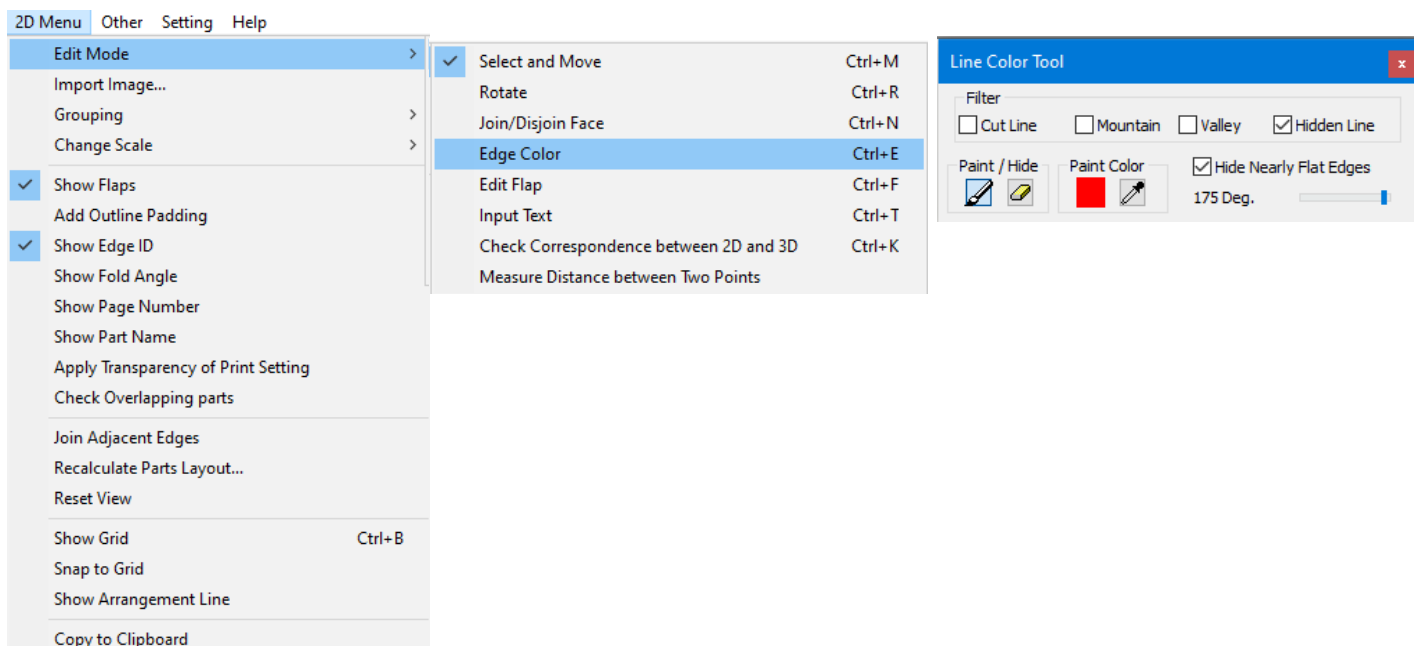 2D Menu Other Setting Help
Edit Mode
Import Image...
Grouping
Change Scale
Show Flaps
Add Outline Padding
Show Edge ID
Show Fold Angle
Show Page Number
Show Part Name
Apply Transparency of Print Setting
Check Overlapping parts
Join Adjacent Edges
Recalculate Parts Layout...
Reset View
Show Grid Ctrl+B
Snap to Grid
Show Arrangement Line
Copy to Clipboard
Select and Move Ctrl+M
Rotate Ctrl+R
Join/Disjoin Face Ctrl+N
Edge Color Ctrl+E
Edit Flap Ctrl+F
Input Text Ctrl+T
Check Correspondence between 2D and 3D Ctrl+K
Measure Distance between Two Points
Line Color Tool x
Filter
Cut Line Mountain Valley Hidden Line
Paint / Hide Paint Color Hide Nearly Flat Edges
175 Deg.